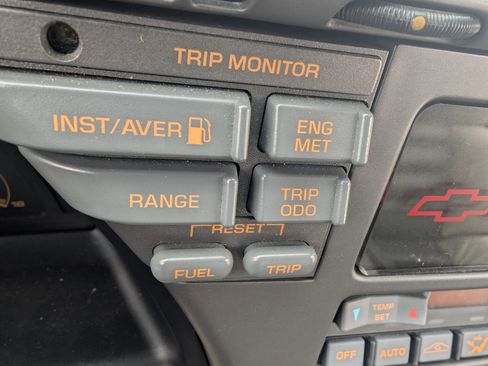 TRIP MONITOR
INST/AVER
ENG
MET
RANGE
TRIP
ODO
RESET
FUEL
TRIP
TEMP
SET
OFF
AUTO